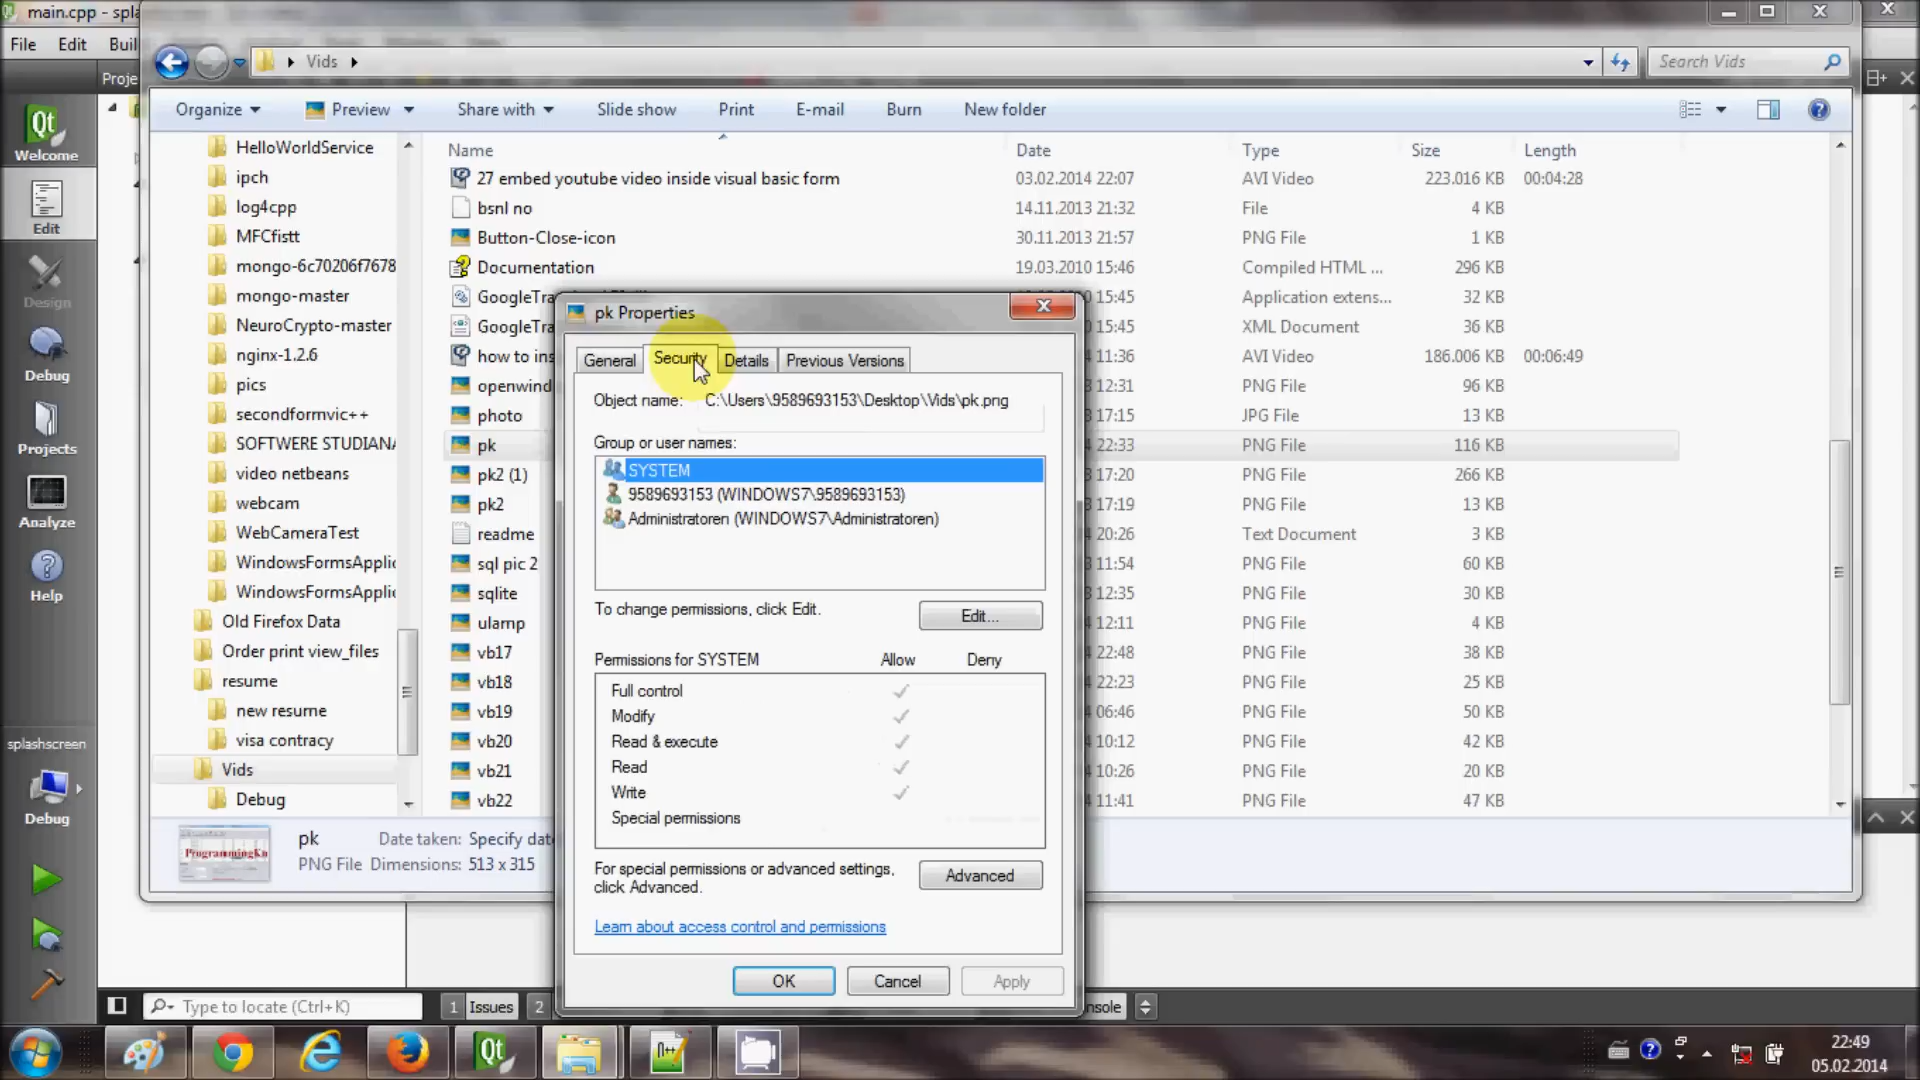 main.cpp - spla
File Edit Buil
Vids
Search Vids
Proje
Organize Preview Share with Slide show Print E-mail Burn New folder
Qt
Welcome
Edit
Design
Debug
Projects
Analyze
Help
splashscreen
Debug
HelloWorldService
ipch
log4cpp
MFCfistt
mongo-6c70206f7678
mongo-master
NeuroCrypto-master
nginx-1.2.6
pics
secondformvic++
SOFTWERE STUDIANA
video netbeans
webcam
WebCameraTest
WindowsFormsApplic
WindowsFormsApplic
Old Firefox Data
Order print view_files
resume
new resume
visa contracy
Vids
Debug
Name Date Type Size Length
27 embed youtube video inside visual basic form 03.02.2014 22:07 AVI Video 223.016 KB 00:04:28
bsnl no 14.11.2013 21:32 File 4 KB
Button-Close-icon 30.11.2013 21:57 PNG File 1 KB
Documentation 19.03.2010 15:46 Compiled HTML ... 296 KB
GoogleTra 15:45 Application extens... 32 KB
GoogleTra 15:45 XML Document 36 KB
how to ins 11:36 AVI Video 186.006 KB 00:06:49
openwind 17:31 PNG File 96 KB
photo 17:15 JPG File 13 KB
pk 22:33 PNG File 116 KB
pk2 (1) 17:20 PNG File 266 KB
pk2 17:19 PNG File 13 KB
readme 20:26 Text Document 3 KB
sql pic 2 11:54 PNG File 60 KB
sqlite 12:35 PNG File 30 KB
ulamp 12:11 PNG File 4 KB
vb17 22:48 PNG File 38 KB
vb18 22:23 PNG File 25 KB
vb19 06:46 PNG File 50 KB
vb20 10:12 PNG File 42 KB
vb21 10:26 PNG File 20 KB
vb22 11:41 PNG File 47 KB
pk Properties
General Security Details Previous Versions
Object name: C:\Users\9589693153\Desktop\Vids\pk.png
Group or user names:
SYSTEM
9589693153 (WINDOWS7\9589693153)
Administratoren (WINDOWS7\Administratoren)
To change permissions, click Edit.
Edit...
Permissions for SYSTEM Allow Deny
Full control
Modify
Read & execute
Read
Write
Special permissions
For special permissions or advanced settings,
click Advanced.
Advanced
Learn about access control and permissions
OK Cancel Apply
ProgrammingKn
pk Date taken: Specify date
PNG File Dimensions: 513 x 315
Type to locate (Ctrl+K) 1 Issues 2 nsole
22:49
05.02.2014